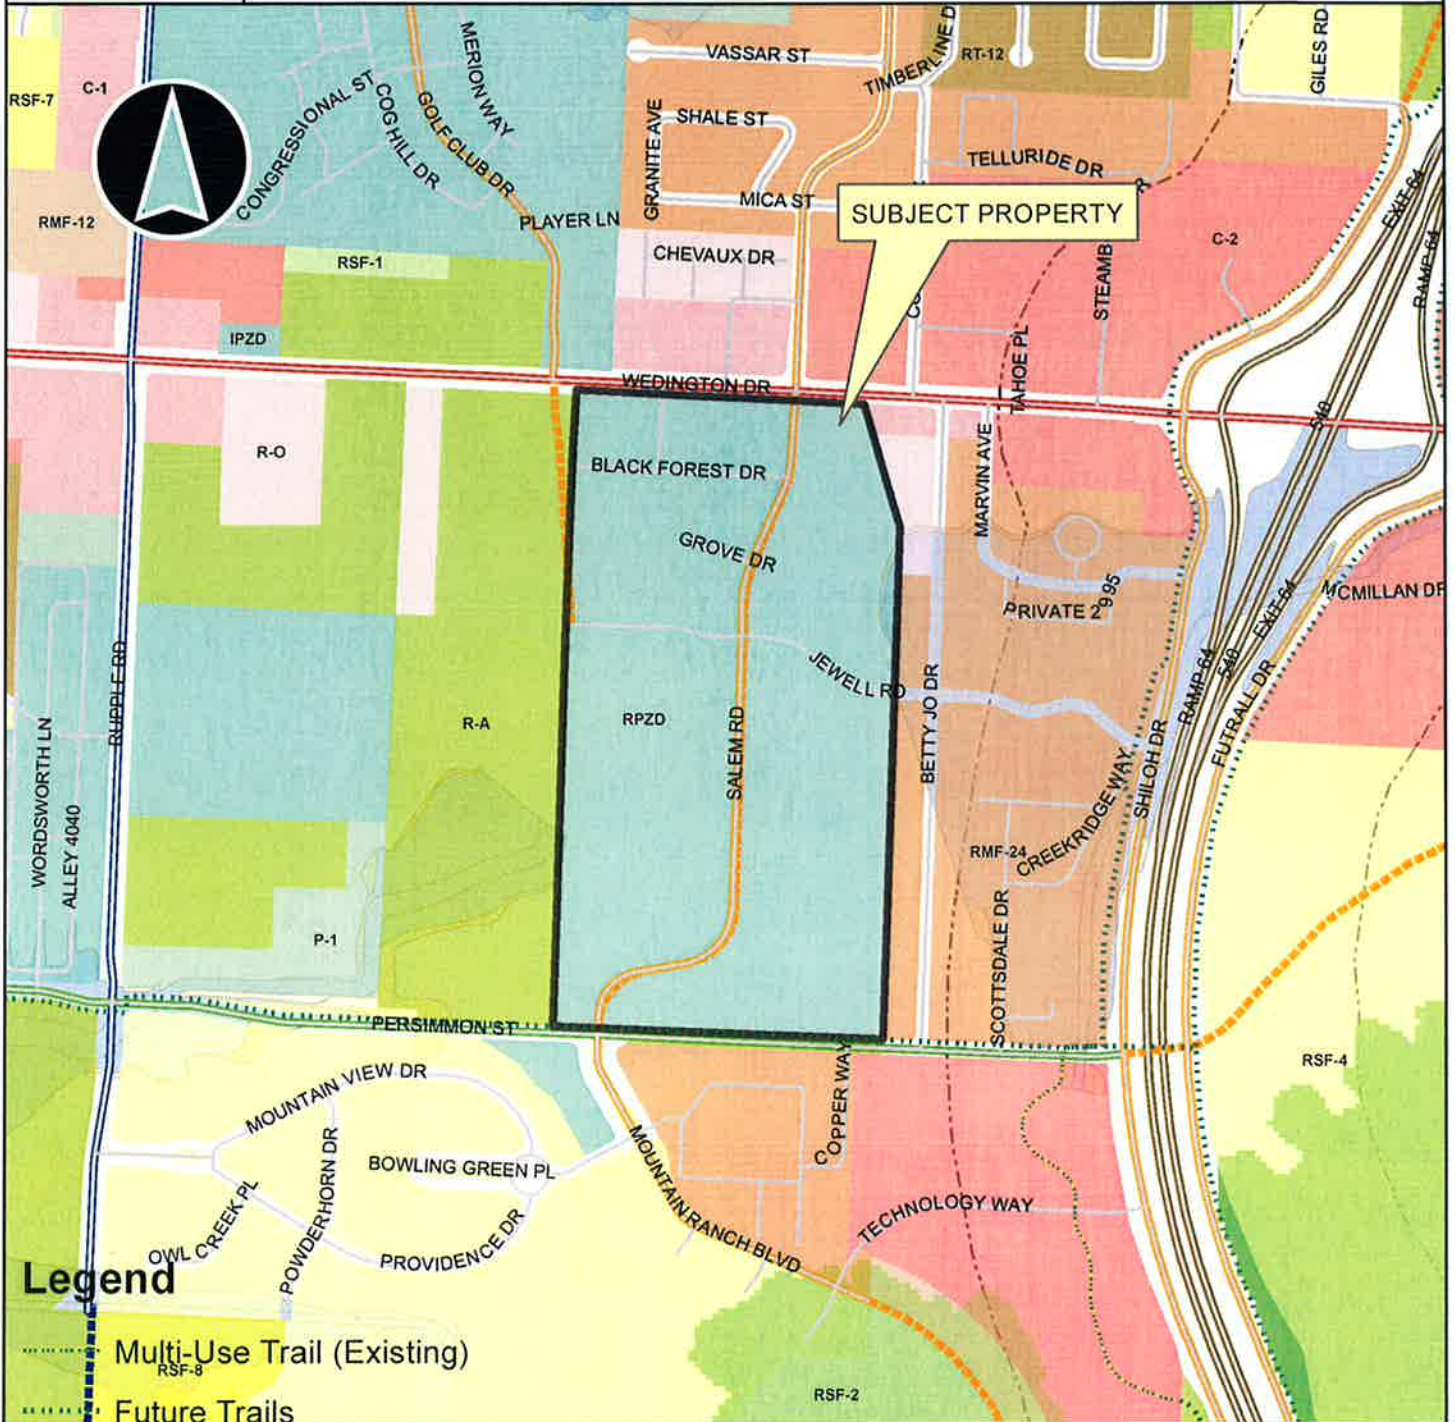 RSF-7
C-1
CONGRESSIONAL ST
COG HILL DR
GOLF CLUB DR
MERION WAY
VASSAR ST
TIMBERLINE D
RT-12
GILES RD
SHALE ST
GRANITE AVE
TELLURIDE DR
MICA ST
PLAYER LN
RMF-12
SUBJECT PROPERTY
EXIT 64
RAMP 64
C-2
CHEVAUX DR
RSF-1
STEAMB
IPZD
TAHOE PL
WEDINGTON DR
540
R-O
BLACK FOREST DR
MARVIN AVE
GROVE DR
PRIVATE 2995
MCMILLAN DR
EXIT 64
JEWELL RD
RUPPLE RD
RAMP 64
540
FUTRALL DR
R-A
RPZD
SALEM RD
BETTY JO DR
SHILOH DR
WORDSWORTH LN
ALLEY 4040
CREEKRIDGE WAY
RMF-24
SCOTTSDALE DR
P-1
PERSIMMON ST
RSF-4
MOUNTAIN VIEW DR
COPPER WAY
BOWLING GREEN PL
POWDERHORN DR
MOUNTAIN RANCH BLVD
OWL CREEK PL
PROVIDENCE DR
TECHNOLOGY WAY
Legend
Multi-Use Trail (Existing)
RSF-8
RSF-2
Future Trails